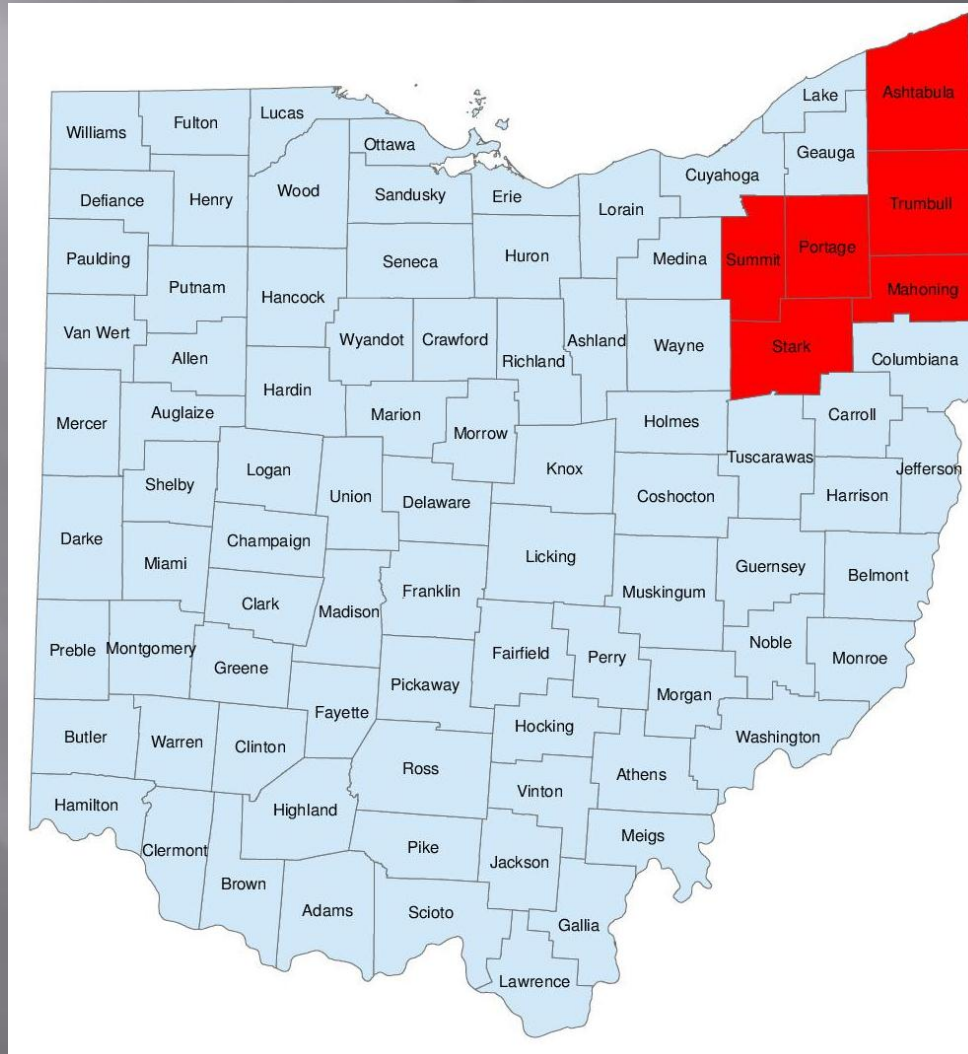 Ashtabula
Lake
Lucas
Fulton
Williams
Ottawa
Geauga
Cuyahoga
Wood
Sandusky
Erie
Henry
Defiance
Lorain
Trumbull
Portage
Summit
Medina
Huron
Seneca
Paulding
Putnam
Hancock
Mahoning
Van Wert
Wyandot
Crawford
Ashland
Wayne
Stark
Columbiana
Allen
Richland
Hardin
Auglaize
Marion
Carroll
Mercer
Holmes
Morrow
Tuscarawas
Logan
Knox
Jefferson
Shelby
Union
Delaware
Coshocton
Harrison
Darke
Champaign
Miami
Licking
Guernsey
Belmont
Franklin
Muskingum
Clark
Madison
Preble
Montgomery
Greene
Fairfield
Perry
Noble
Monroe
Pickaway
Morgan
Fayette
Hocking
Butler
Warren
Clinton
Washington
Ross
Athens
Vinton
Hamilton
Highland
Meigs
Clermont
Pike
Jackson
Brown
Adams
Scioto
Gallia
Lawrence